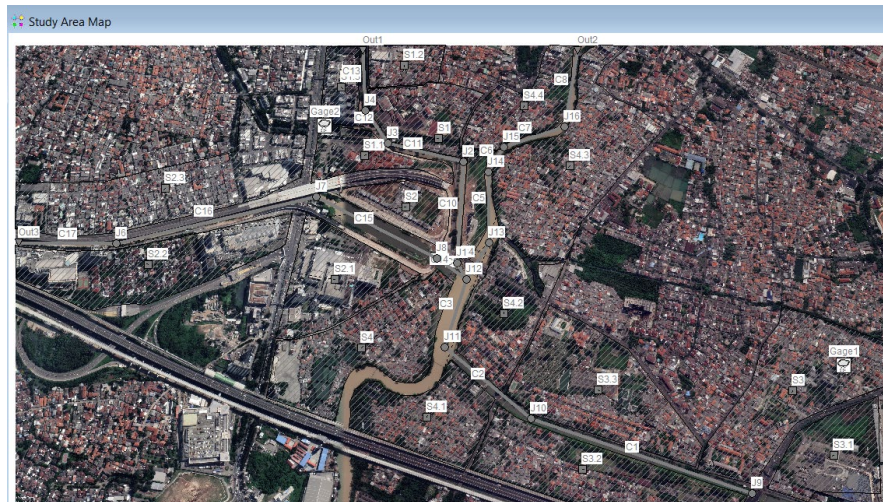 Study Area Map
Out1
Out2
S1.2
C13
C8
J4
S4.4
Gage2
C12
J3
S1
C7
J16
C11
J15
S1.1
J2
C6
J14
S4.3
S2.3
J7
C10
C5
S2
C16
C15
Out3
C17
J6
J13
J8
J1
S2.2
S2.1
J12
C3
S4.2
J11
S4
Gage1
C2
S3.3
S3
S4.1
J10
C1
S3.1
S3.2
J9